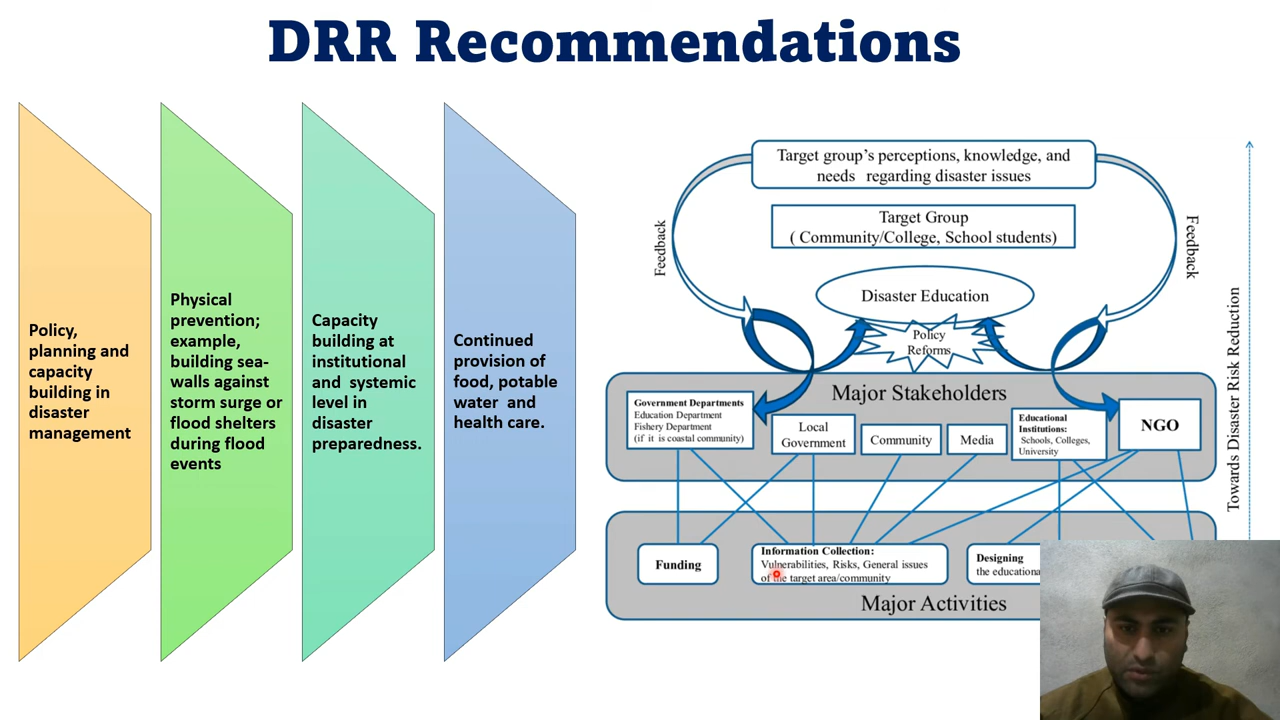 DRR Recommendations
Policy,
planning and
capacity
building in
disaster
management
Physical
prevention;
example,
building sea-
walls against
storm surge or
flood shelters
during flood
events
Capacity
building at
institutional
and systemic
level in
disaster
preparedness.
Continued
provision of
food, potable
water and
health care.
Target group's perceptions, knowledge, and
needs regarding disaster issues
Target Group
( Community/College, School students)
Feedback
Feedback
Disaster Education
Policy
Reforms
Towards Disaster Risk Reduction
Major Stakeholders
Government Departments
Education Department
Fishery Department
(if it is coastal community)
Local
Government
Community
Media
Educational
Institutions:
Schools, Colleges,
University
NGO
Funding
Information Collection:
Vulnerabilities, Risks, General issues
of the target area/community
Designing
the educationa
Major Activities